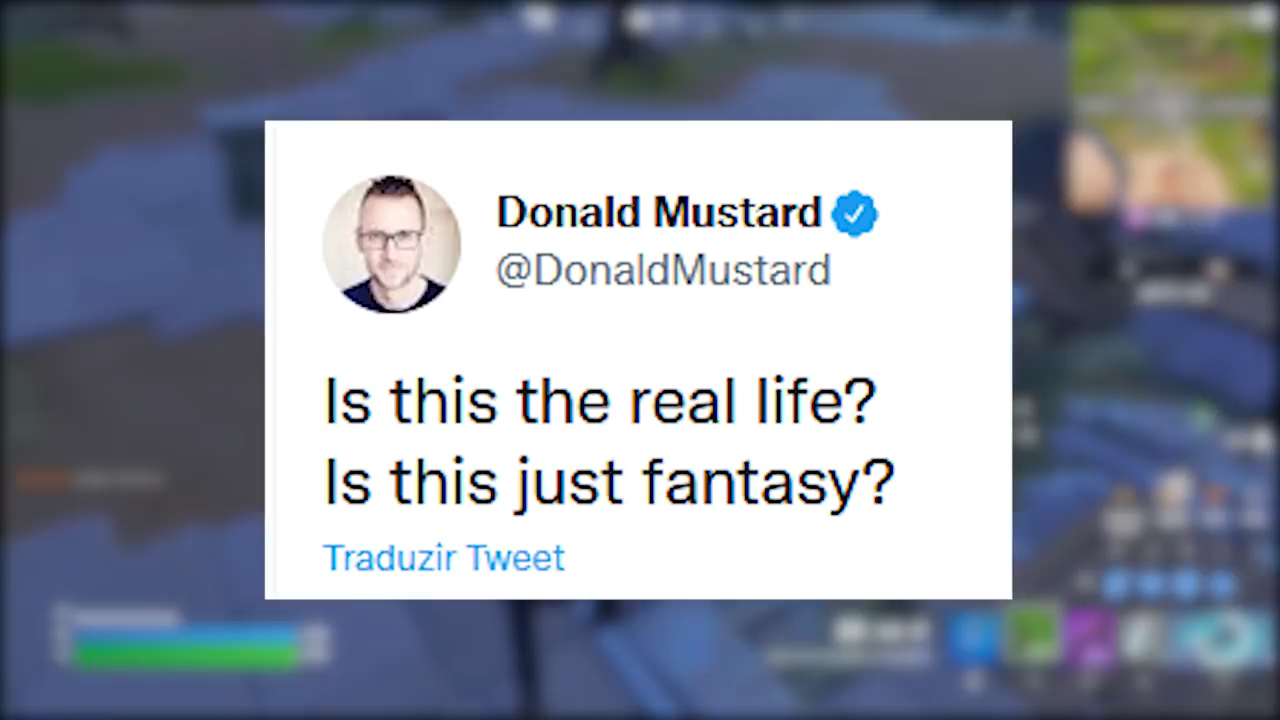 Donald Mustard
@DonaldMustard
Is this the real life?
Is this just fantasy?
Traduzir Tweet